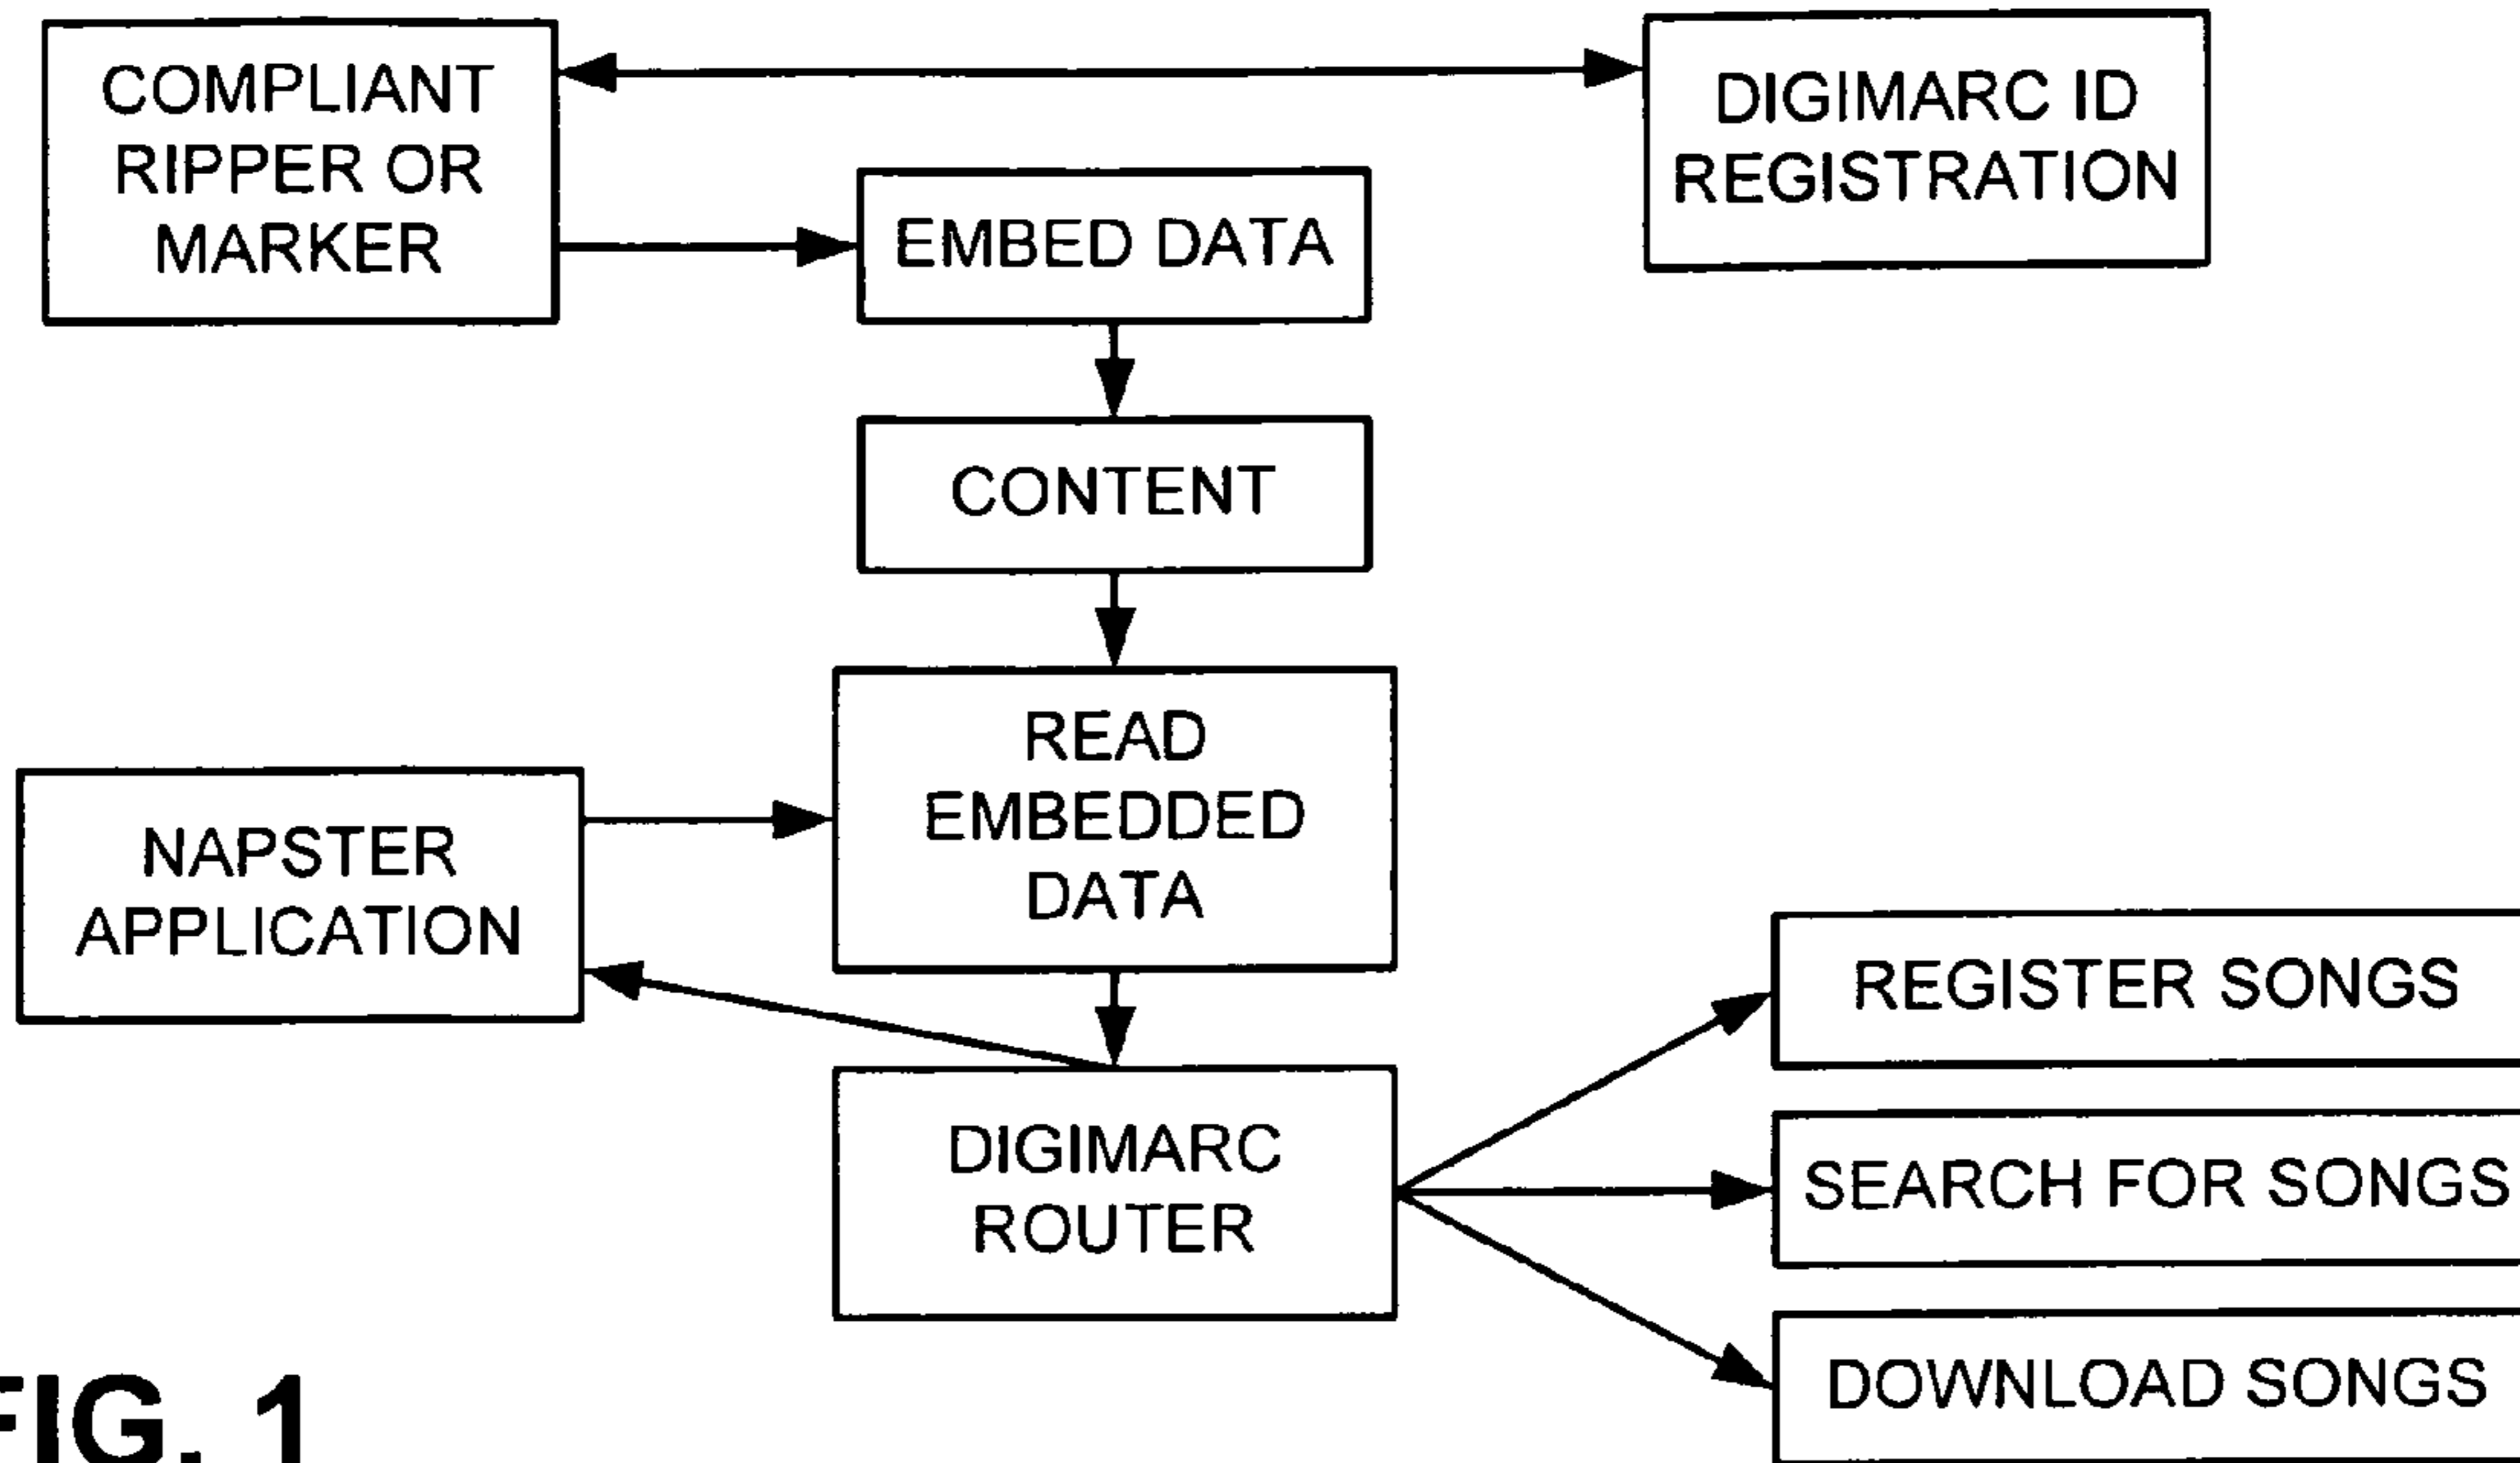 COMPLIANT
RIPPER OR
MARKER
DIGIMARC ID
REGISTRATION
EMBED DATA
CONTENT
READ
EMBEDDED
DATA
NAPSTER
APPLICATION
DIGIMARC
ROUTER
REGISTER SONGS
SEARCH FOR SONGS
DOWNLOAD SONGS
FIG. 1